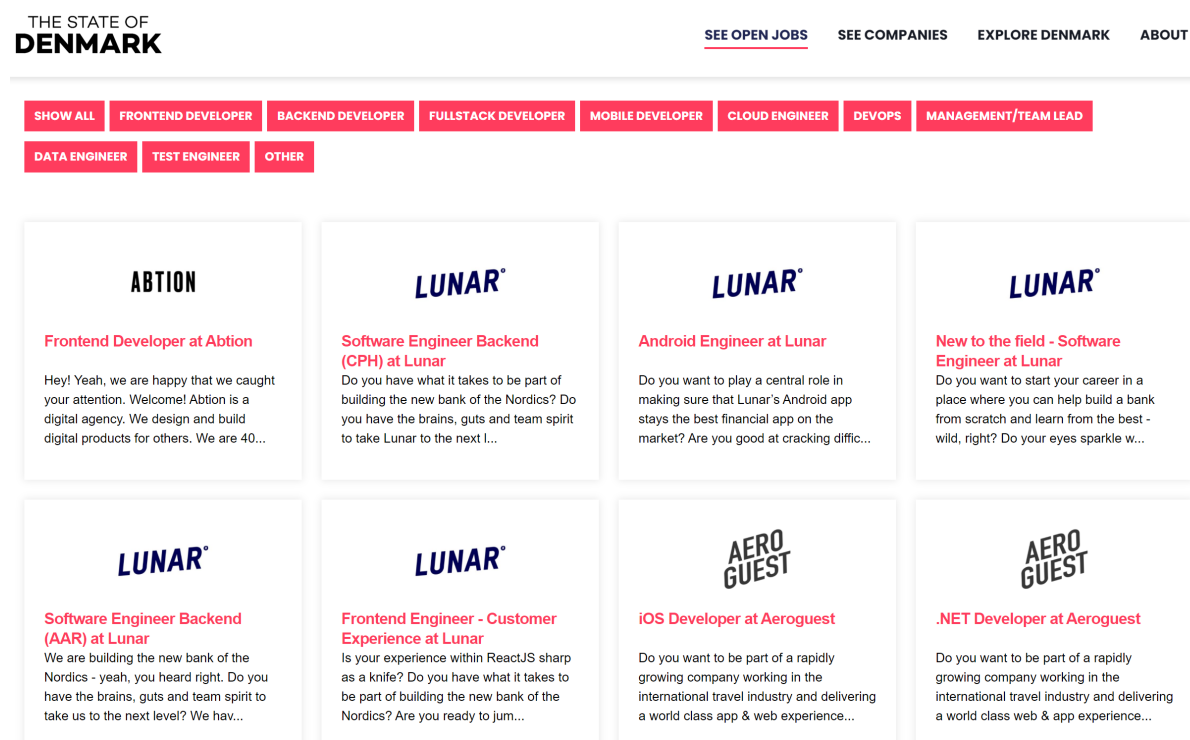 THE STATE OF
DENMARK
SEE OPEN JOBS SEE COMPANIES EXPLORE DENMARK ABOUT
SHOW ALL FRONTEND DEVELOPER BACKEND DEVELOPER FULLSTACK DEVELOPER MOBILE DEVELOPER CLOUD ENGINEER DEVOPS MANAGEMENT/TEAM LEAD
DATA ENGINEER TEST ENGINEER OTHER
ABTION
Frontend Developer at Abtion
Hey! Yeah, we are happy that we caught
your attention. Welcome! Abtion is a
digital agency. We design and build
digital products for others. We are 40...
LUNAR°
Software Engineer Backend
(CPH) at Lunar
Do you have what it takes to be part of
building the new bank of the Nordics? Do
you have the brains, guts and team spirit
to take Lunar to the next l...
LUNAR°
Android Engineer at Lunar
Do you want to play a central role in
making sure that Lunar’s Android app
stays the best financial app on the
market? Are you good at cracking diffic...
LUNAR°
New to the field - Software
Engineer at Lunar
Do you want to start your career in a
place where you can help build a bank
from scratch and learn from the best -
wild, right? Do your eyes sparkle w...
LUNAR°
Software Engineer Backend
(AAR) at Lunar
We are building the new bank of the
Nordics - yeah, you heard right. Do you
have the brains, guts and team spirit to
take us to the next level? We hav...
LUNAR°
Frontend Engineer - Customer
Experience at Lunar
Is your experience within ReactJS sharp
as a knife? Do you have what it takes to
be part of building the new bank of the
Nordics? Are you ready to jum...
AERO
GUEST
iOS Developer at Aeroguest
Do you want to be part of a rapidly
growing company working in the
international travel industry and delivering
a world class app & web experience...
AERO
GUEST
.NET Developer at Aeroguest
Do you want to be part of a rapidly
growing company working in the
international travel industry and delivering
a world class web & app experience...